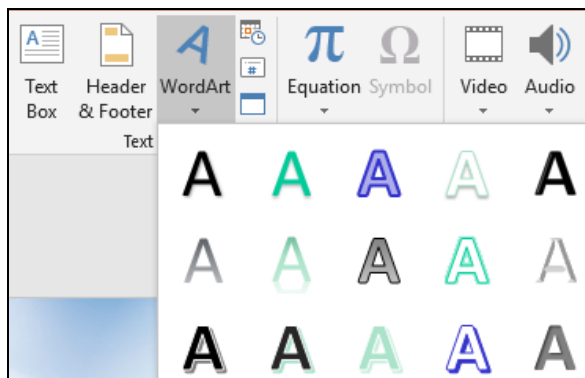 Text Box
Header & Footer
WordArt
Equation
Symbol
Video
Audio
Text
A A A A A
A A A A A
A A A A A